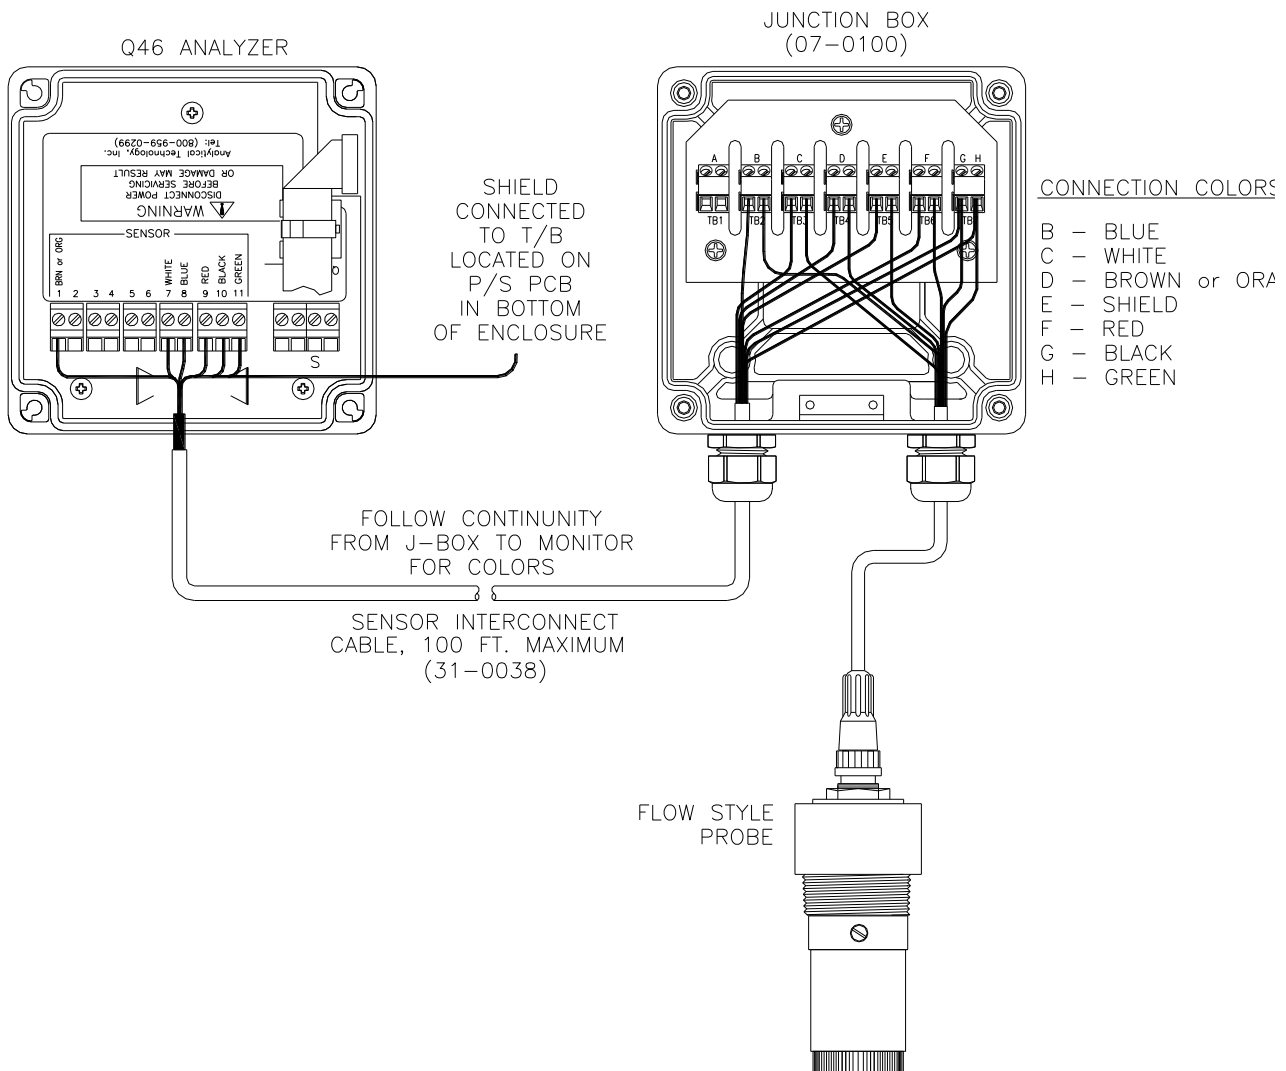 Q46 ANALYZER
JUNCTION BOX
(07-0100)
Tel: (800-959-0299)
Analytical Technology, Inc.
OR DAMAGE MAY RESULT
BEFORE SERVICING
DISCONNECT POWER
WARNING
SENSOR
BRN or ORG
WHITE
BLUE
RED
BLACK
GREEN
1 2 3 4 5 6 7 8 9 10 11
S
SHIELD
CONNECTED
TO T/B
LOCATED ON
P/S PCB
IN BOTTOM
OF ENCLOSURE
A B C D E F G H
TB1 TB2 TB3 TB4 TB5 TB6
CONNECTION COLORS
B - BLUE
C - WHITE
D - BROWN or ORA
E - SHIELD
F - RED
G - BLACK
H - GREEN
FOLLOW CONTINUNITY
FROM J-BOX TO MONITOR
FOR COLORS
SENSOR INTERCONNECT
CABLE, 100 FT. MAXIMUM
(31-0038)
FLOW STYLE
PROBE